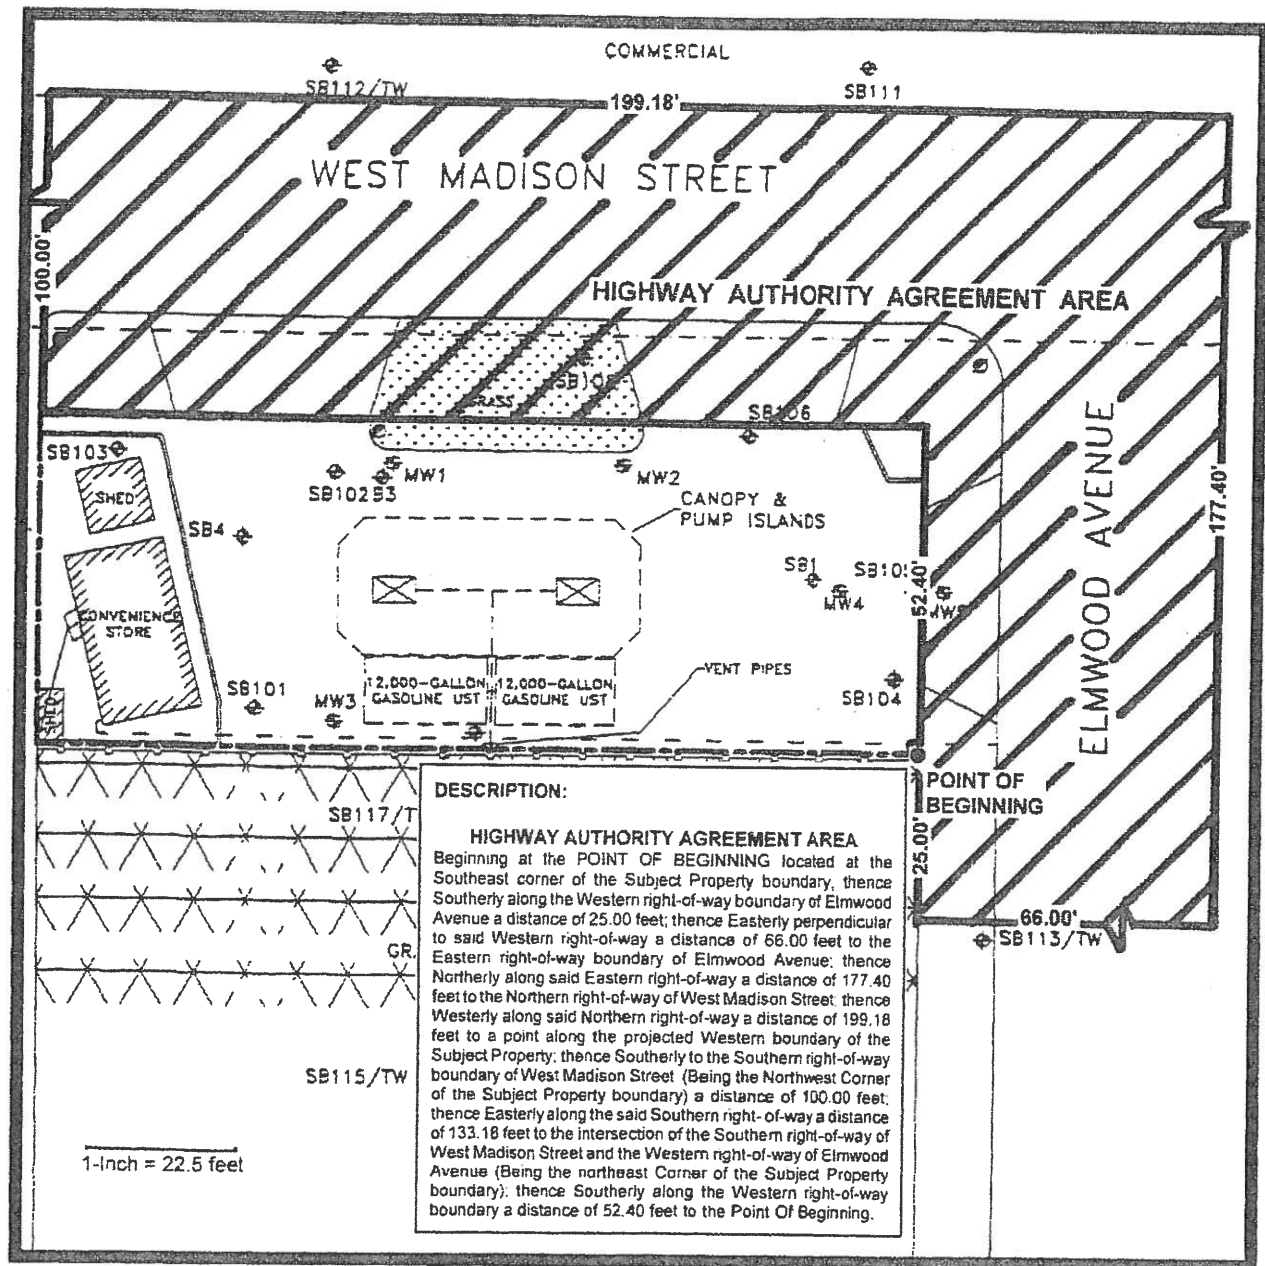 COMMERCIAL
SB112/TW
SB111
199.18'
WEST MADISON STREET
100.00'
HIGHWAY AUTHORITY AGREEMENT AREA
GRASS
SB106
SB103
SHED
SB102
B3
MW1
MW2
CANOPY &
PUMP ISLANDS
SB4
SB1
MW4
52.40'
ELMWOOD AVENUE
177.40'
CONVENIENCE
STORE
12,000-GALLON
GASOLINE UST
12,000-GALLON
GASOLINE UST
VENT PIPES
SB101
MW3
SB104
SHED
POINT OF
BEGINNING
25.00'
66.00'
SB113/TW
SB117/T
GR.
SB115/TW
1-Inch = 22.5 feet
DESCRIPTION:
HIGHWAY AUTHORITY AGREEMENT AREA
Beginning at the POINT OF BEGINNING located at the
Southeast corner of the Subject Property boundary, thence
Southerly along the Western right-of-way boundary of Elmwood
Avenue a distance of 25.00 feet; thence Easterly perpendicular
to said Western right-of-way a distance of 66.00 feet to the
Eastern right-of-way boundary of Elmwood Avenue; thence
Northerly along said Eastern right-of-way a distance of 177.40
feet to the Northern right-of-way of West Madison Street; thence
Westerly along said Northern right-of-way a distance of 199.18
feet to a point along the projected Western boundary of the
Subject Property; thence Southerly to the Southern right-of-way
boundary of West Madison Street (Being the Northwest Corner
of the Subject Property boundary) a distance of 100.00 feet;
thence Easterly along the said Southern right- of-way a distance
of 133.18 feet to the intersection of the Southern right-of-way of
West Madison Street and the Western right-of-way of Elmwood
Avenue (Being the northeast Corner of the Subject Property
boundary); thence Southerly along the Western right-of-way
boundary a distance of 52.40 feet to the Point Of Beginning.